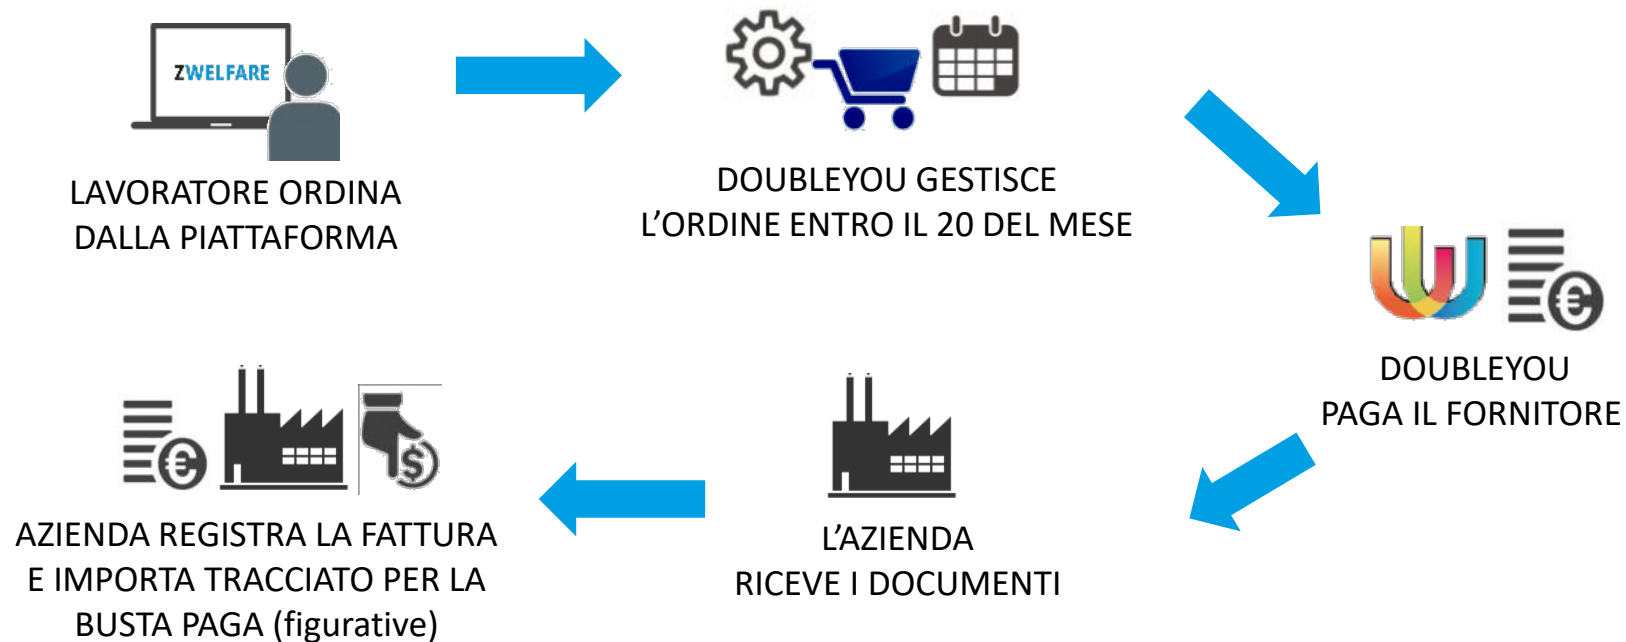 ZWELFARE
LAVORATORE ORDINA
DALLA PIATTAFORMA
DOUBLEYOU GESTISCE
L’ORDINE ENTRO IL 20 DEL MESE
DOUBLEYOU
PAGA IL FORNITORE
L’AZIENDA
RICEVE I DOCUMENTI
AZIENDA REGISTRA LA FATTURA
E IMPORTA TRACCIATO PER LA
BUSTA PAGA (figurative)